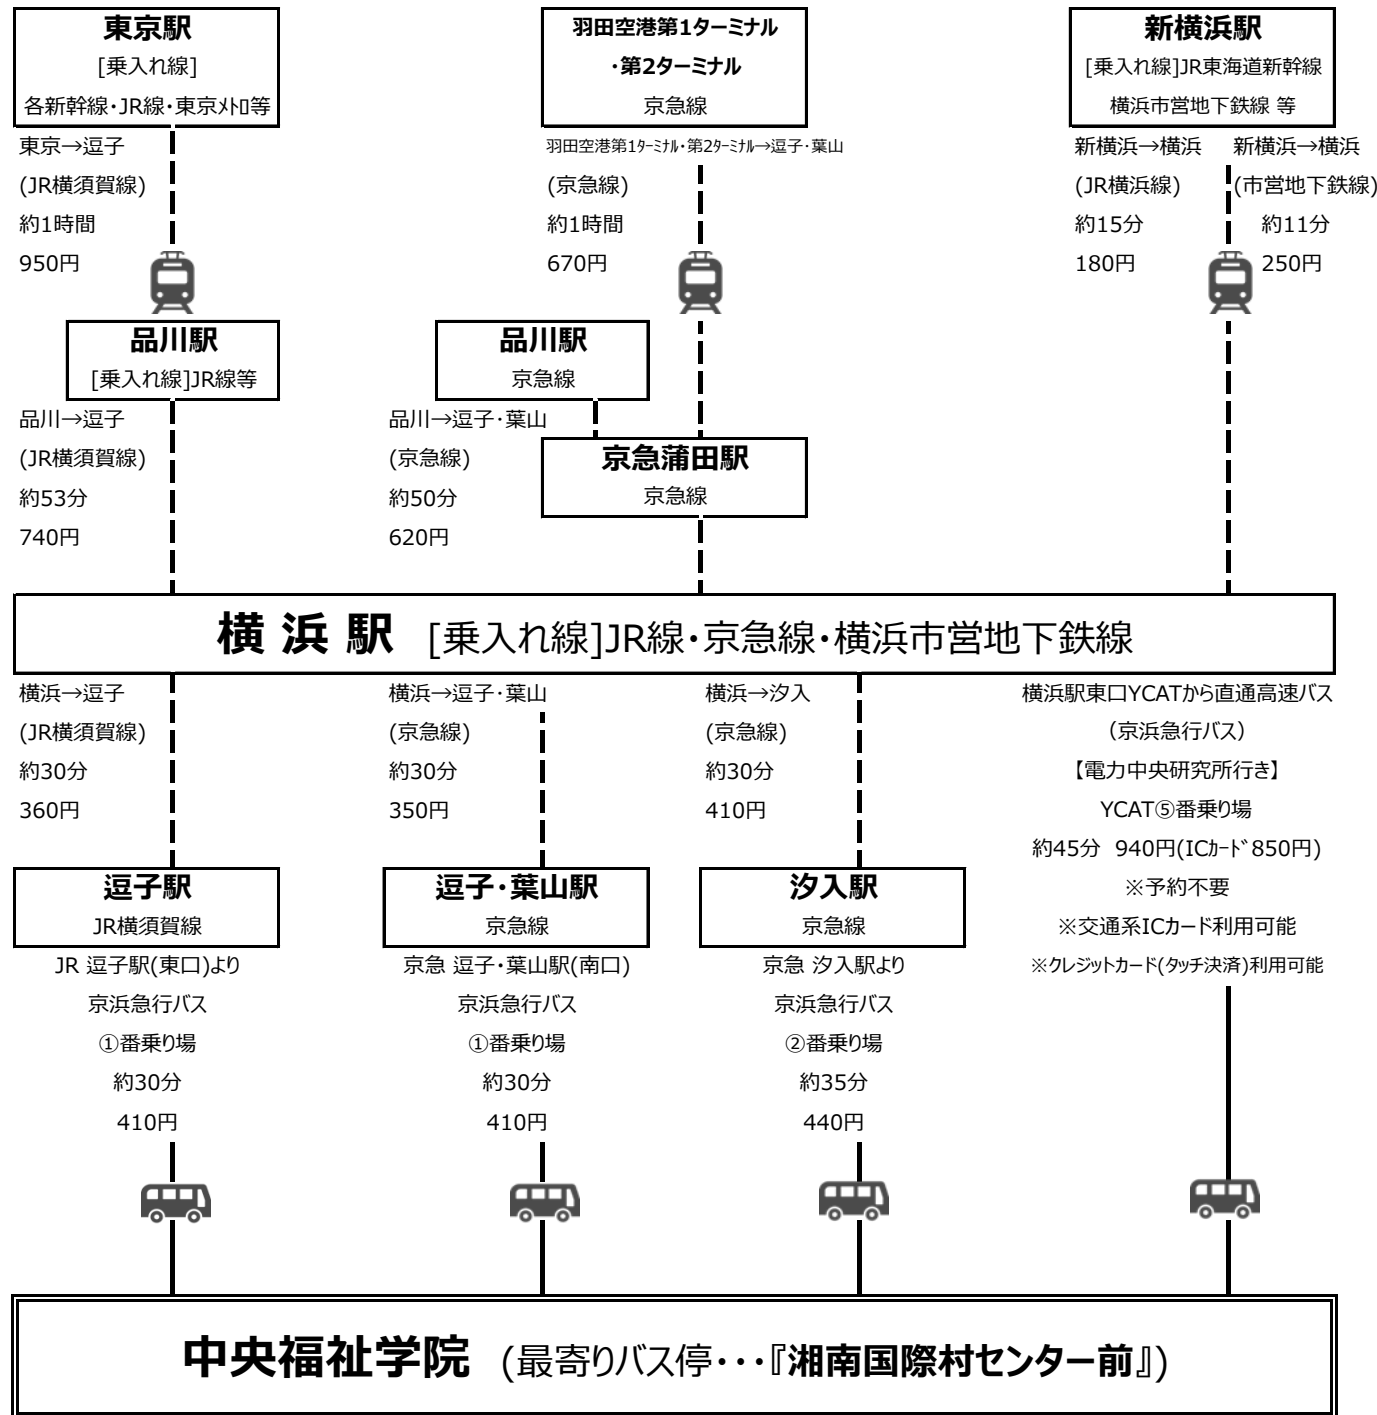 東京駅
[乗入れ線]
各新幹線・JR線・東京ﾒﾄﾛ等
東京→逗子
(JR横須賀線)
約1時間
950円
羽田空港第1ターミナル
・第2ターミナル
京急線
羽田空港第1ﾀｰﾐﾅﾙ・第2ﾀｰﾐﾅﾙ→逗子・葉山
(京急線)
約1時間
670円
新横浜駅
[乗入れ線]JR東海道新幹線
横浜市営地下鉄線 等
新横浜→横浜
(JR横浜線)
約15分
180円
新横浜→横浜
(市営地下鉄線)
約11分
250円
品川駅
[乗入れ線]JR線等
品川→逗子
(JR横須賀線)
約53分
740円
品川駅
京急線
品川→逗子・葉山
(京急線)
約50分
620円
京急蒲田駅
京急線
横 浜 駅 [乗入れ線]JR線・京急線・横浜市営地下鉄線
横浜→逗子
(JR横須賀線)
約30分
360円
逗子駅
JR横須賀線
JR 逗子駅(東口)より
京浜急行バス
①番乗り場
約30分
410円
横浜→逗子・葉山
(京急線)
約30分
350円
逗子・葉山駅
京急線
京急 逗子・葉山駅(南口)
京浜急行バス
①番乗り場
約30分
410円
横浜→汐入
(京急線)
約30分
410円
汐入駅
京急線
京急 汐入駅より
京浜急行バス
②番乗り場
約35分
440円
横浜駅東口YCATから直通高速バス
（京浜急行バス）
【電力中央研究所行き】
YCAT⑤番乗り場
約45分 940円(ICｶｰﾄﾞ850円)
※予約不要
※交通系ICカード利用可能
※クレジットカード(タッチ決済)利用可能
中央福祉学院 (最寄りバス停・・・『湘南国際村センター前』)